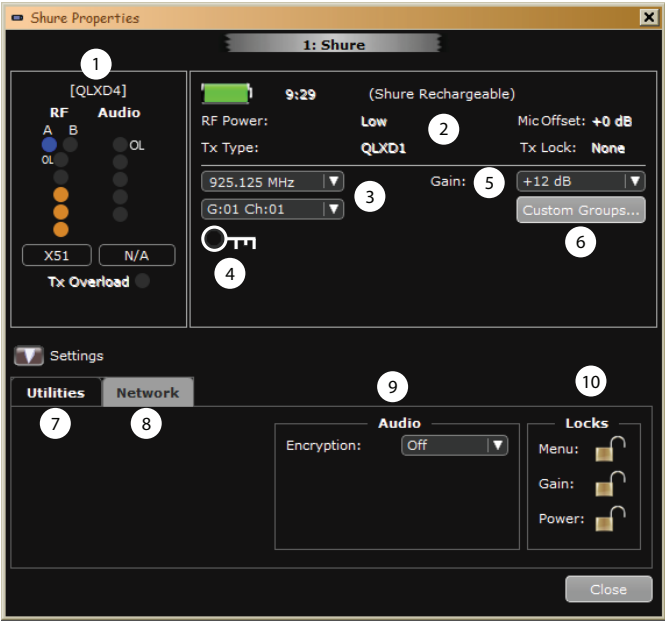 Shure Properties
1: Shure
1
[QLXD4]
RF Audio
A B
OL
OL
X51 N/A
Tx Overload
9:29 (Shure Rechargeable)
RF Power: Low 2 Mic Offset: +0 dB
Tx Type: QLXD1 Tx Lock: None
925.125 MHz 3 Gain: 5 +12 dB
G:01 Ch:01 Custom Groups...
4 6
Settings
Utilities Network
7 8
9
Audio
Encryption: Off
10
Locks
Menu:
Gain:
Power:
Close